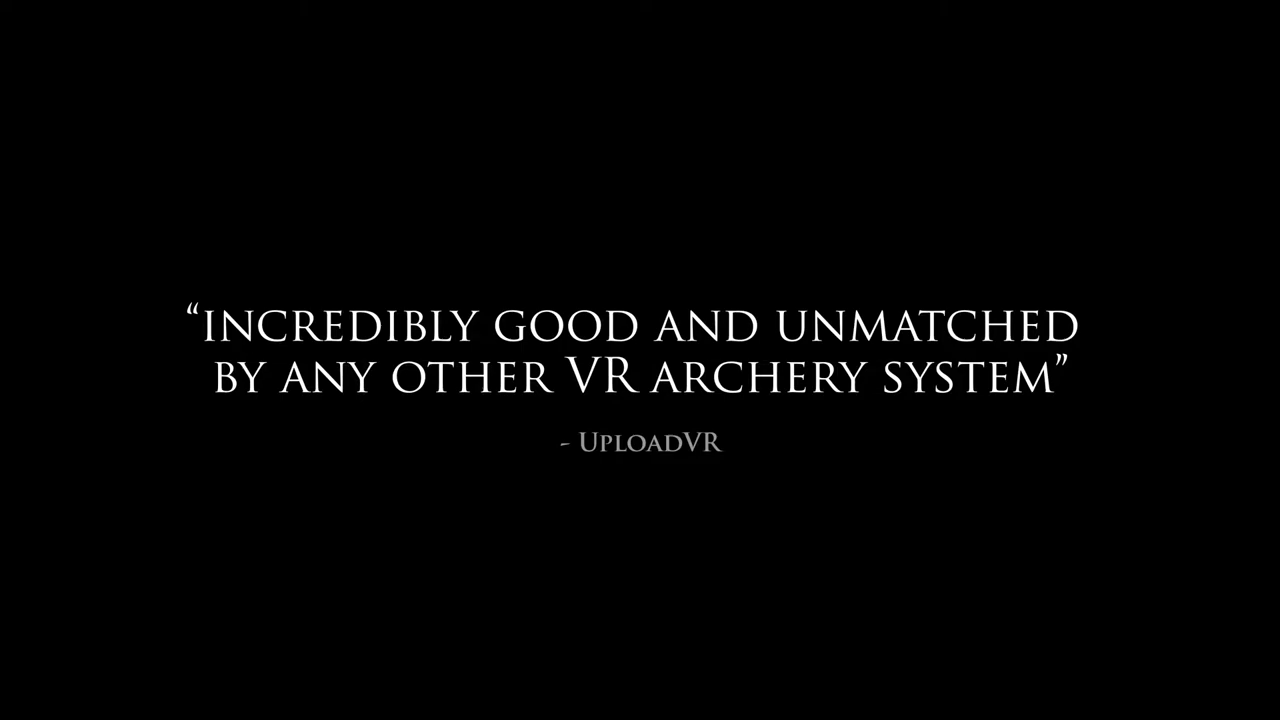 “INCREDIBLY GOOD AND UNMATCHED
BY ANY OTHER VR ARCHERY SYSTEM”
- UPLOADVR